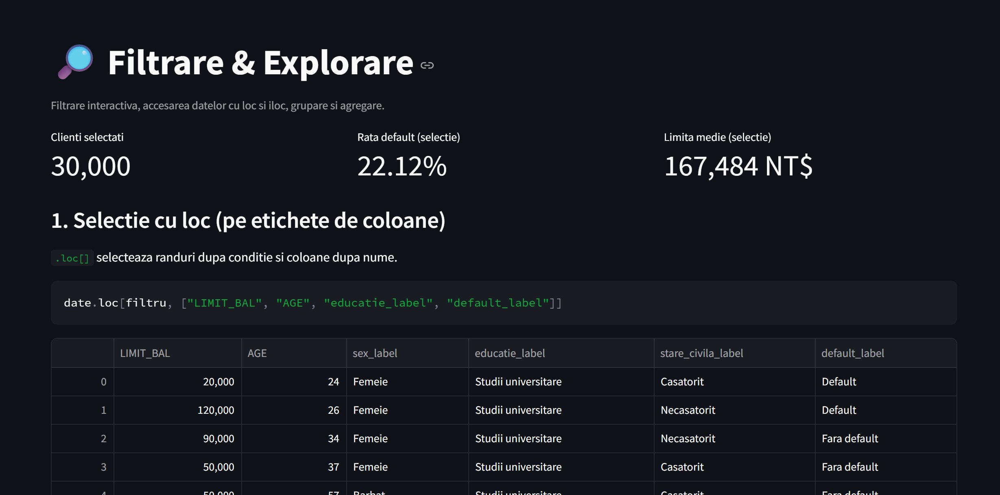 Filtrare & Explorare
Filtrare interactiva, accesarea datelor cu loc si iloc, grupare si agregare.
Clienti selectati Rata default (selectie) Limita medie (selectie)
30,000 22.12% 167,484 NT$
1. Selectie cu loc (pe etichete de coloane)
.loc[] selecteaza randuri dupa conditie si coloane dupa nume.
date.loc[filtru, ["LIMIT_BAL", "AGE", "educatie_label", "default_label"]]
LIMIT_BAL AGE sex_label educatie_label stare_civila_label default_label
0 20,000 24 Femeie Studii universitare Casatorit Default
1 120,000 26 Femeie Studii universitare Necasatorit Default
2 90,000 34 Femeie Studii universitare Necasatorit Fara default
3 50,000 37 Femeie Studii universitare Casatorit Fara default
4 50,000 57 Barbat Studii universitare Casatorit Fara default